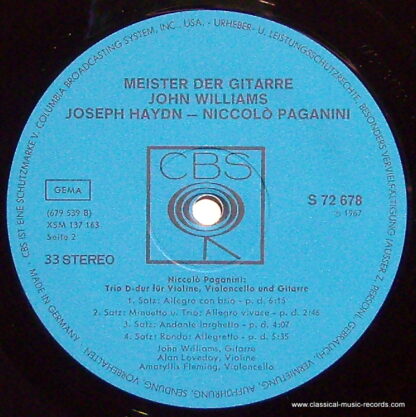 CBS IST EINE SCHUTZMARKE V. COLUMBIA BROADCASTING SYSTEM, INC., USA. - URHEBER- U. LEISTUNGSSCHUTZRECHTE,
BESONDERS VERVIELFÄLTIGUNG (AUSSER Z. PERSÖNL. GEBRAUCH), VERMIETUNG, AUFFÜHRUNG, SENDUNG, VORBEHALTEN
MADE IN GERMANY
MEISTER DER GITARRE
JOHN WILLIAMS
JOSEPH HAYDN – NICCOLÒ PAGANINI
CBS
GEMA
S 72 678
(679 539 B)
℗ 1967
XSM 137 163
Seite 2
33 STEREO
Niccolò Paganini:
Trio D-dur für Violine, Violoncello und Gitarre
1. Satz: Allegro con brio - p. d. 6:15
2. Satz: Minuetto u. Trio: Allegro vivace - p. d. 2:46
3. Satz: Andante larghetto - p. d. 4:07
4. Satz: Rondo: Allegretto - p. d. 5:35
John Williams, Gitarre
Alan Loveday, Violine
Amaryllis Fleming, Violoncello
www.classical-music-records.com